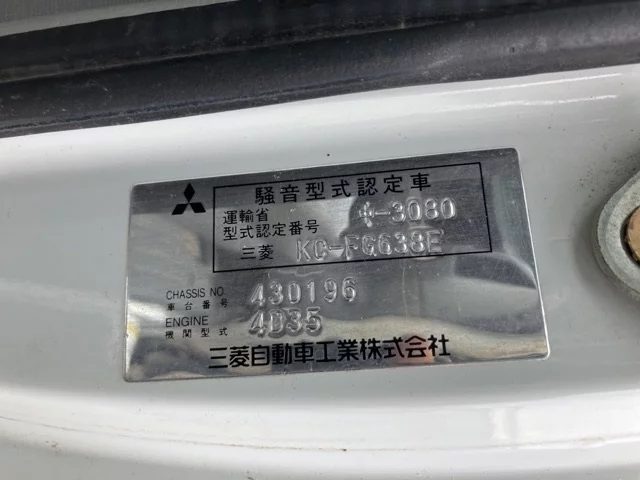 騒音型式認定車
運輸省
型式認定番号 4-3080
三菱 KC-FG638E
CHASSIS NO.
車台番号 430196
ENGINE
機関型式 4D35
三菱自動車工業株式会社